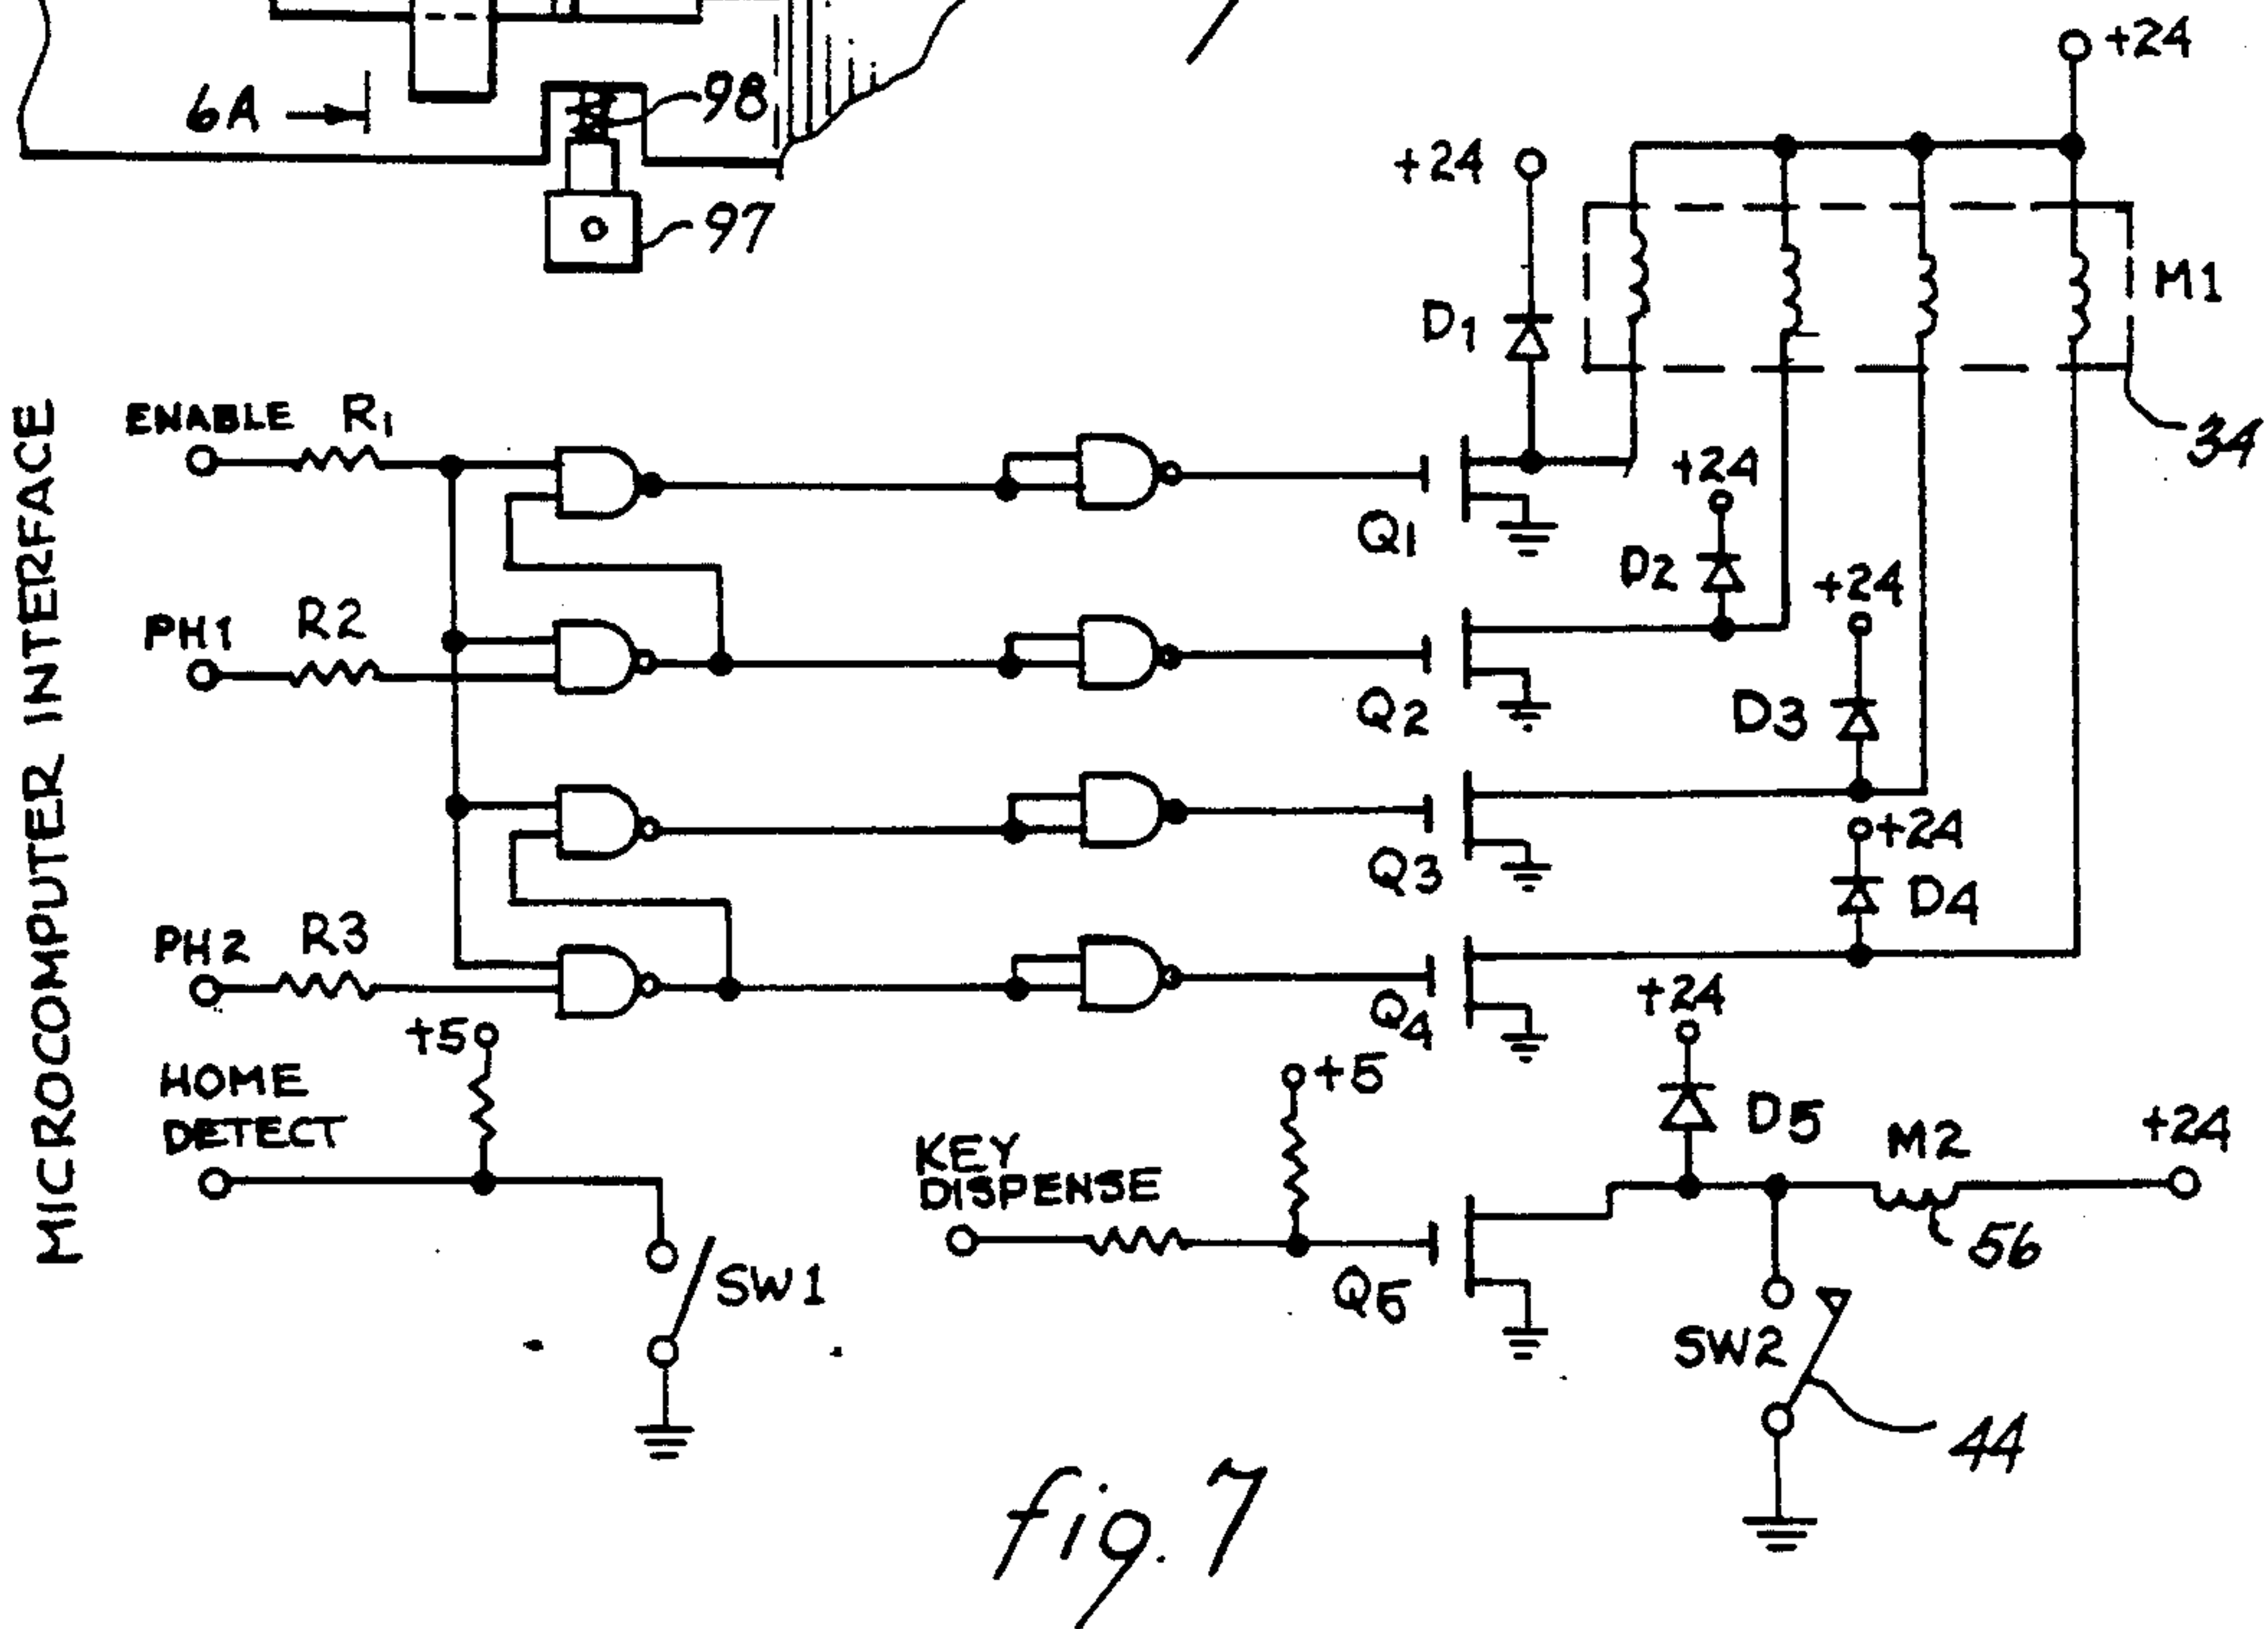 +24
6A
98
+24
97
M1
D1
MICROCOMPUTER INTERFACE
ENABLE
R1
34
+24
Q1
D2
+24
PH1
R2
Q2
D3
Q3
+24
D4
PH2
R3
+24
Q4
+5
HOME
DETECT
+5
D5
M2
+24
KEY
DISPENSE
56
SW1
Q5
SW2
44
fig. 7